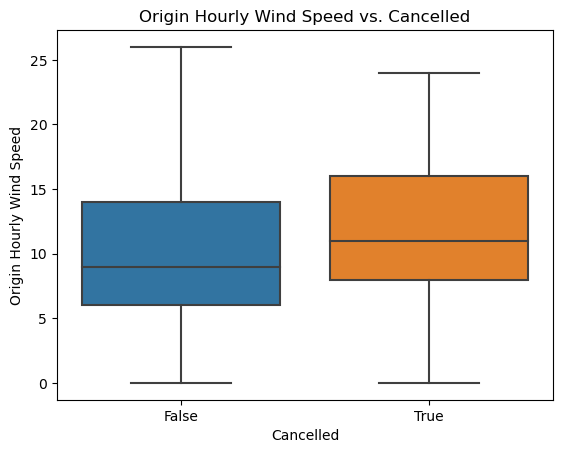 Origin Hourly Wind Speed vs. Cancelled
Origin Hourly Wind Speed
25
20
15
10
5
0
False
True
Cancelled